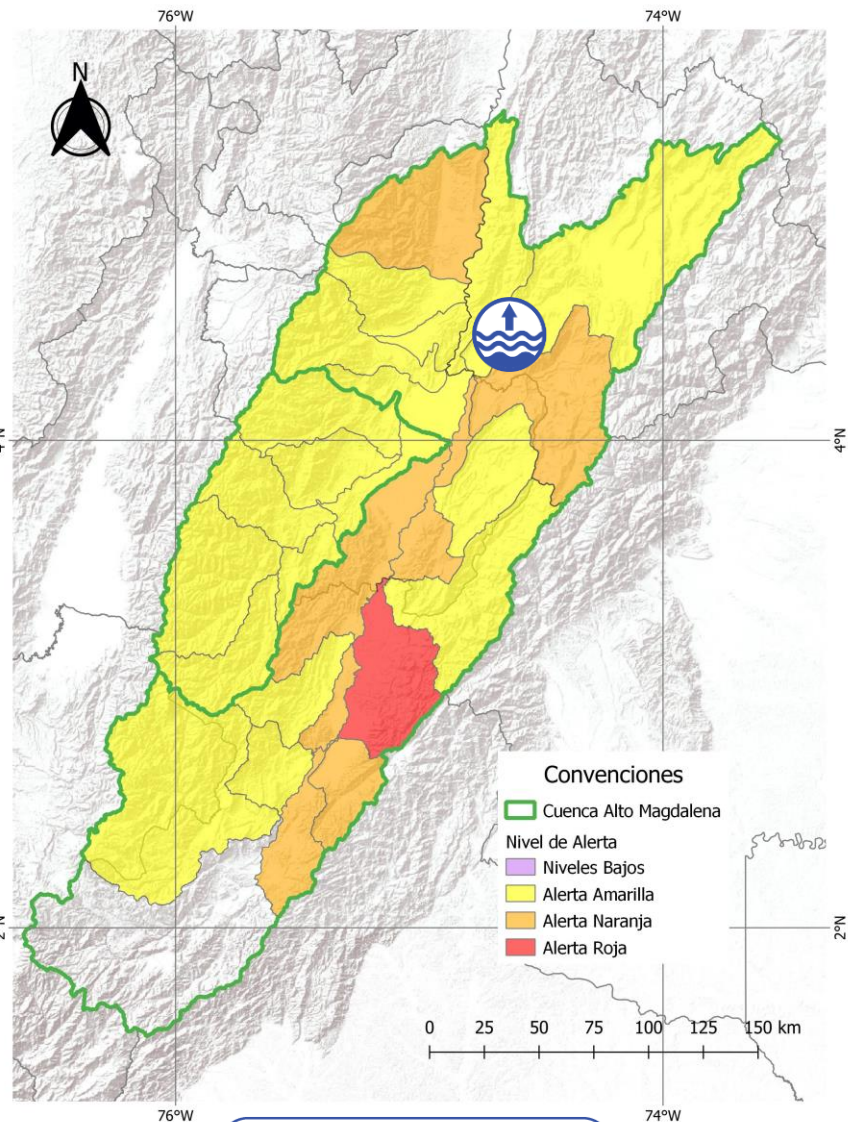 76°W 74°W
N
4°N 4°N
2°N 2°N
Convenciones
Cuenca Alto Magdalena
Nivel de Alerta
Niveles Bajos
Alerta Amarilla
Alerta Naranja
Alerta Roja
0 25 50 75 100 125 150 km
76°W 74°W